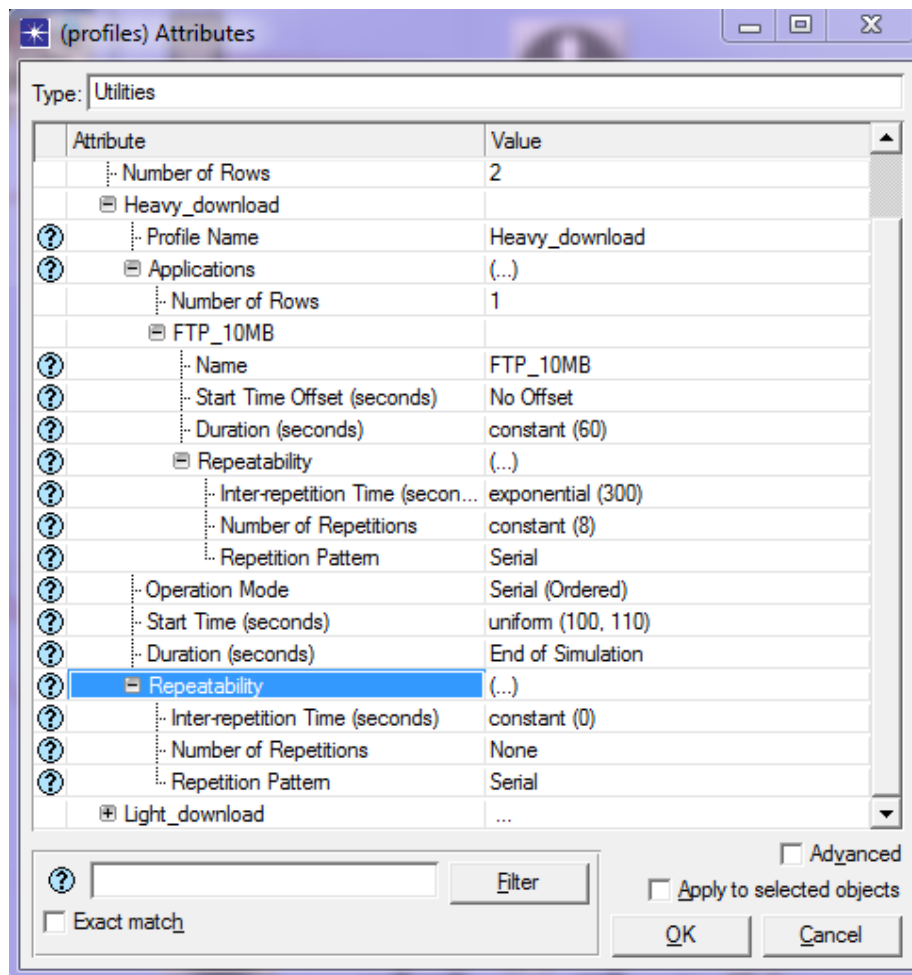 (profiles) Attributes
Type: Utilities
Attribute Value
Number of Rows 2
Heavy_download
Profile Name Heavy_download
Applications (...)
Number of Rows 1
FTP_10MB
Name FTP_10MB
Start Time Offset (seconds) No Offset
Duration (seconds) constant (60)
Repeatability (...)
Inter-repetition Time (secon... exponential (300)
Number of Repetitions constant (8)
Repetition Pattern Serial
Operation Mode Serial (Ordered)
Start Time (seconds) uniform (100, 110)
Duration (seconds) End of Simulation
Repeatability (...)
Inter-repetition Time (seconds) constant (0)
Number of Repetitions None
Repetition Pattern Serial
Light_download ...
Advanced
Filter
Apply to selected objects
Exact match
OK Cancel